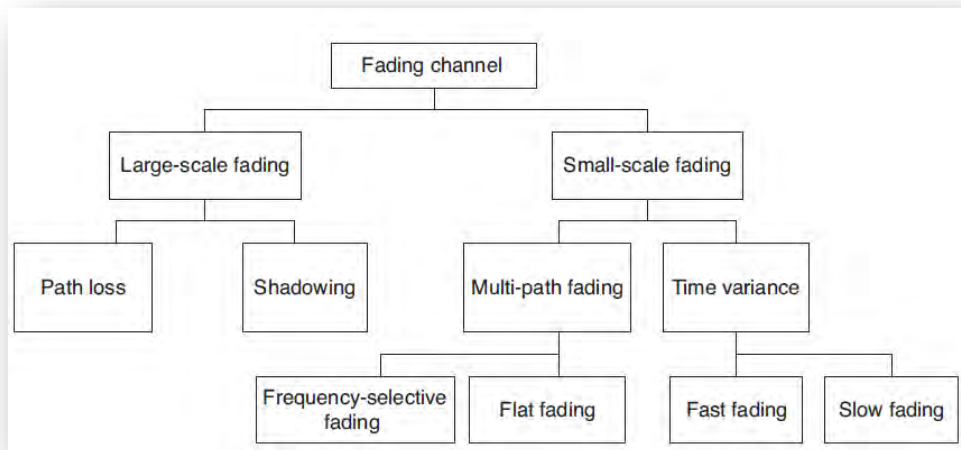 Fading channel
Large-scale fading
Small-scale fading
Path loss
Shadowing
Multi-path fading
Time variance
Frequency-selective
fading
Flat fading
Fast fading
Slow fading